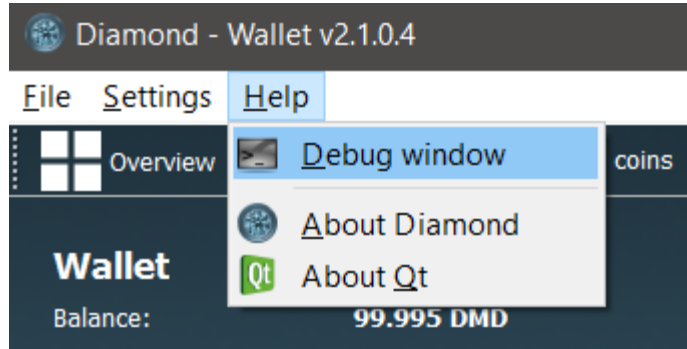 Diamond - Wallet v2.1.0.4
File Settings Help
Overview coins
Debug window
About Diamond
About Qt
Wallet
Balance: 99.995 DMD